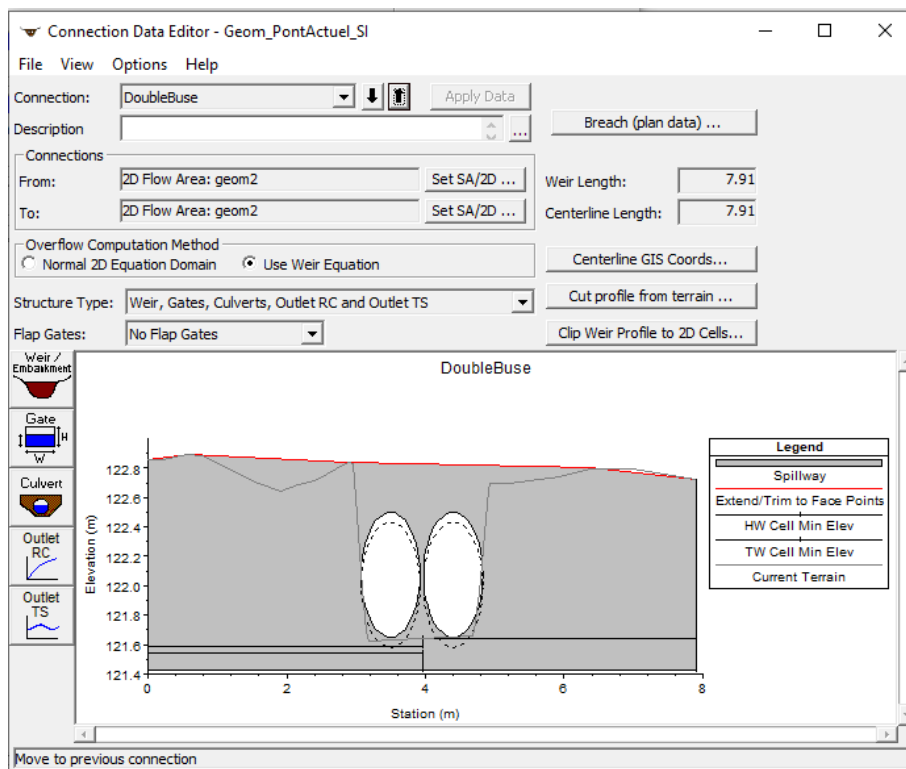 Connection Data Editor - Geom_PontActuel_SI
File View Options Help
Connection: DoubleBuse Apply Data
Description ... Breach (plan data) ...
Connections
From: 2D Flow Area: geom2 Set SA/2D ... Weir Length: 7.91
To: 2D Flow Area: geom2 Set SA/2D ... Centerline Length: 7.91
Overflow Computation Method
Normal 2D Equation Domain Use Weir Equation Centerline GIS Coords...
Structure Type: Weir, Gates, Culverts, Outlet RC and Outlet TS Cut profile from terrain ...
Flap Gates: No Flap Gates Clip Weir Profile to 2D Cells...
Weir / Embankment
Gate
H
W
Culvert
Outlet RC
Outlet TS
DoubleBuse
Elevation (m)
122.8
122.6
122.4
122.2
122.0
121.8
121.6
121.4
0 2 4 6 8
Station (m)
Legend
Spillway
Extend/Trim to Face Points
HW Cell Min Elev
TW Cell Min Elev
Current Terrain
Move to previous connection